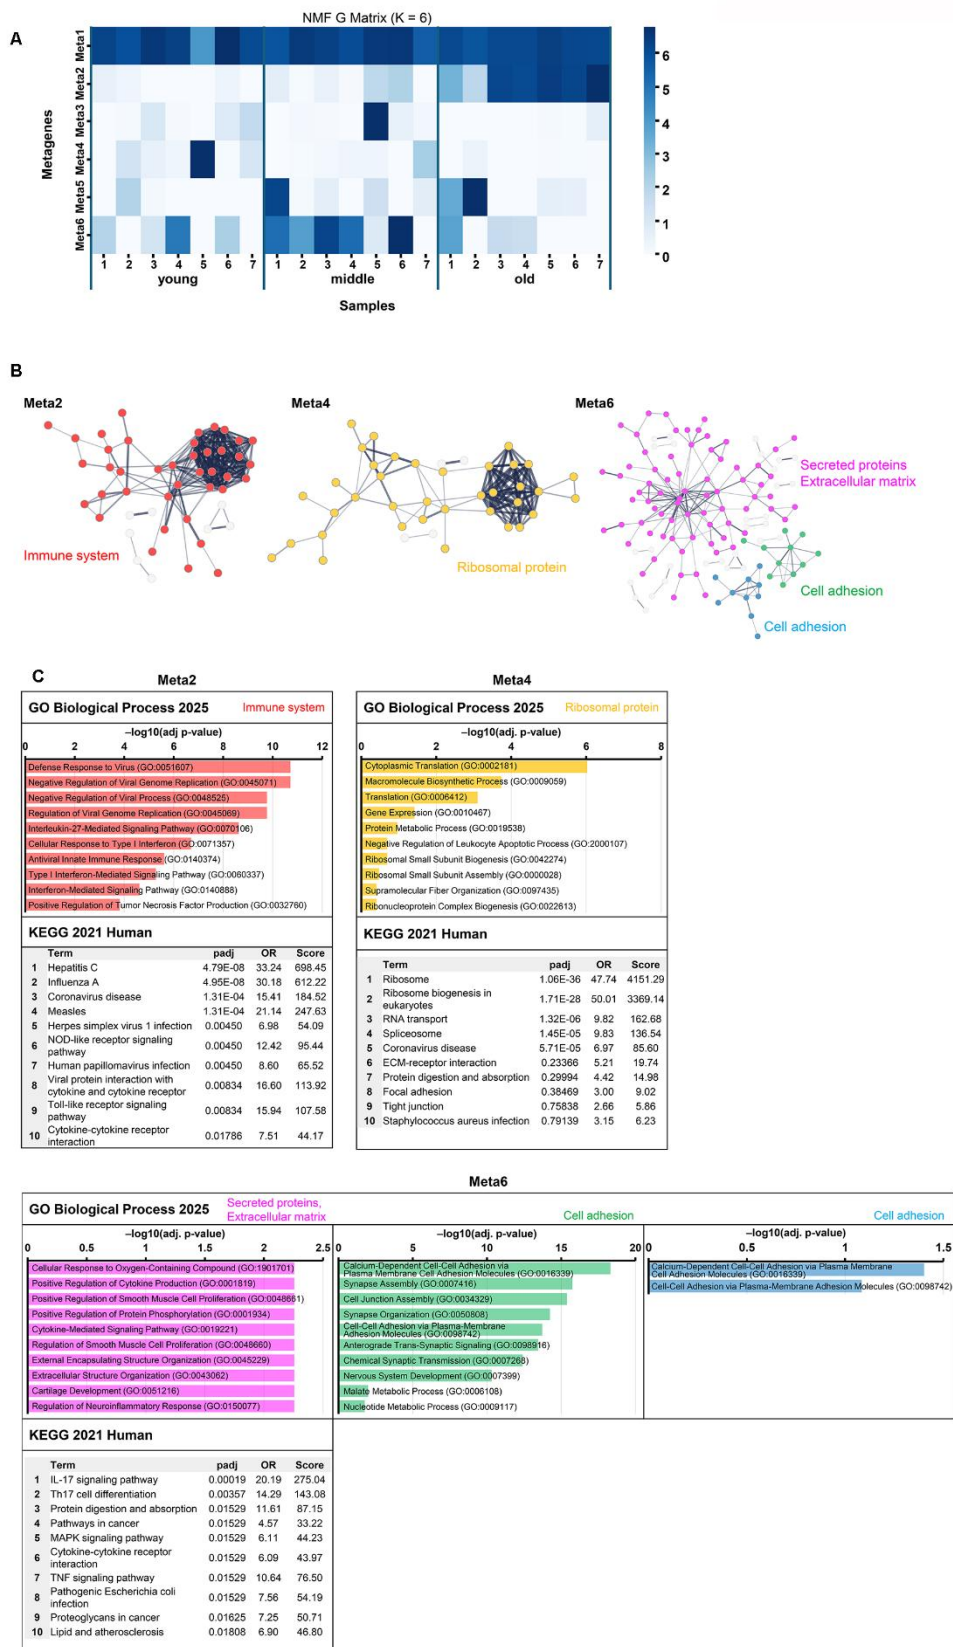 NMF G Matrix (K = 6)
A
Metagenes
Meta1
Meta2
Meta3
Meta4
Meta5
Meta6
6
5
4
3
2
1
0
1 2 3 4 5 6 7 1 2 3 4 5 6 7 1 2 3 4 5 6 7
young middle old
Samples
B
Meta2 Meta4 Meta6
Secreted proteins
Extracellular matrix
Immune system
Ribosomal protein
Cell adhesion
Cell adhesion
C
Meta2
GO Biological Process 2025 Immune system
−log10(adj p-value)
0 2 4 6 8 10 12
Defense Response to Virus (GO:0051607)
Negative Regulation of Viral Genome Replication (GO:0045071)
Negative Regulation of Viral Process (GO:0048525)
Regulation of Viral Genome Replication (GO:0045069)
Interleukin-27-Mediated Signaling Pathway (GO:0070106)
Cellular Response to Type I Interferon (GO:0071357)
Antiviral Innate Immune Response (GO:0140374)
Type I Interferon-Mediated Signaling Pathway (GO:0060337)
Interferon-Mediated Signaling Pathway (GO:0140888)
Positive Regulation of Tumor Necrosis Factor Production (GO:0032760)
KEGG 2021 Human
Term padj OR Score
1 Hepatitis C 4.79E-08 33.24 698.45
2 Influenza A 4.95E-08 30.18 612.22
3 Coronavirus disease 1.31E-04 15.41 184.52
4 Measles 1.31E-04 21.14 247.63
5 Herpes simplex virus 1 infection 0.00450 6.98 54.09
6 NOD-like receptor signaling
pathway 0.00450 12.42 95.44
7 Human papillomavirus infection 0.00450 8.60 65.52
8 Viral protein interaction with
cytokine and cytokine receptor 0.00834 16.60 113.92
9 Toll-like receptor signaling
pathway 0.00834 15.94 107.58
10 Cytokine-cytokine receptor
interaction 0.01786 7.51 44.17
Meta4
GO Biological Process 2025 Ribosomal protein
−log10(adj p-value)
0 2 4 6 8
Cytoplasmic Translation (GO:0002181)
Macromolecule Biosynthetic Process (GO:0009059)
Translation (GO:0006412)
Gene Expression (GO:0010467)
Protein Metabolic Process (GO:0019538)
Negative Regulation of Leukocyte Apoptotic Process (GO:2000107)
Ribosomal Small Subunit Biogenesis (GO:0042274)
Ribosomal Small Subunit Assembly (GO:0000028)
Supramolecular Fiber Organization (GO:0097435)
Ribonucleoprotein Complex Biogenesis (GO:0022613)
KEGG 2021 Human
Term padj OR Score
1 Ribosome 1.06E-36 47.74 4151.29
2 Ribosome biogenesis in
eukaryotes 1.71E-28 50.01 3369.14
3 RNA transport 1.32E-06 9.82 162.68
4 Spliceosome 1.45E-05 9.83 136.54
5 Coronavirus disease 5.71E-05 6.97 85.60
6 ECM-receptor interaction 0.23366 5.21 19.74
7 Protein digestion and absorption 0.29994 4.42 14.98
8 Focal adhesion 0.38469 3.00 9.02
9 Tight junction 0.75838 2.66 5.86
10 Staphylococcus aureus infection 0.79139 3.15 6.23
Meta6
GO Biological Process 2025 Secreted proteins,
Extracellular matrix
−log10(adj. p-value)
0 0.5 1 1.5 2 2.5
Cellular Response to Oxygen-Containing Compound (GO:1901701)
Positive Regulation of Cytokine Production (GO:0001819)
Positive Regulation of Smooth Muscle Cell Proliferation (GO:0048661)
Positive Regulation of Protein Phosphorylation (GO:0001934)
Cytokine-Mediated Signaling Pathway (GO:0019221)
Regulation of Smooth Muscle Cell Proliferation (GO:0048660)
External Encapsulating Structure Organization (GO:0045229)
Extracellular Structure Organization (GO:0043062)
Cartilage Development (GO:0051216)
Regulation of Neuroinflammatory Response (GO:0150077)
Cell adhesion
−log10(adj. p-value)
0 5 10 15 20
Calcium-Dependent Cell-Cell Adhesion via
Plasma Membrane Cell Adhesion Molecules (GO:0016339)
Synapse Assembly (GO:0007416)
Cell Junction Assembly (GO:0034329)
Synapse Organization (GO:0050808)
Cell-Cell Adhesion via Plasma-Membrane
Adhesion Molecules (GO:0098742)
Anterograde Trans-Synaptic Signaling (GO:0098916)
Chemical Synaptic Transmission (GO:0007268)
Nervous System Development (GO:0007399)
Malate Metabolic Process (GO:0006108)
Nucleotide Metabolic Process (GO:0009117)
Cell adhesion
−log10(adj. p-value)
0 0.5 1 1.5
Calcium-Dependent Cell-Cell Adhesion via Plasma Membrane
Cell Adhesion Molecules (GO:0016339)
Cell-Cell Adhesion via Plasma-Membrane Adhesion Molecules (GO:0098742)
KEGG 2021 Human
Term padj OR Score
1 IL-17 signaling pathway 0.00019 20.19 275.04
2 Th17 cell differentiation 0.00357 14.29 143.08
3 Protein digestion and absorption 0.01529 11.61 87.15
4 Pathways in cancer 0.01529 4.57 33.22
5 MAPK signaling pathway 0.01529 6.11 44.23
6 Cytokine-cytokine receptor
interaction 0.01529 6.09 43.97
7 TNF signaling pathway 0.01529 10.64 76.50
8 Pathogenic Escherichia coli
infection 0.01529 7.56 54.19
9 Proteoglycans in cancer 0.01625 7.25 50.71
10 Lipid and atherosclerosis 0.01808 6.90 46.80